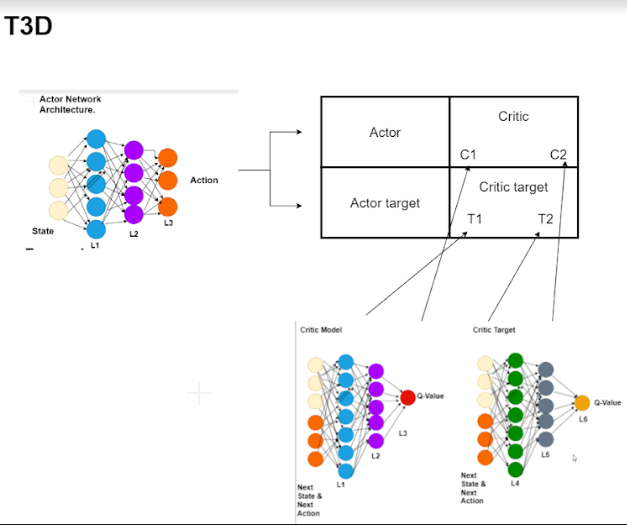 T3D
Actor Network
Architecture.
State
L1
L2
L3
Action
Actor
Critic
C1
C2
Actor target
Critic target
T1
T2
Critic Model
Q-Value
L3
L2
L1
Next
State &
Next
Action
Critic Target
Q-Value
L6
L5
L4
Next
State &
Next
Action